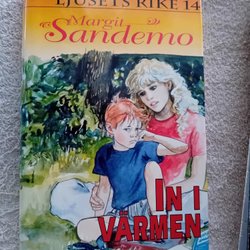 LJUSETS RIKE 14
Margit
Sandemo
IN I
VÄRMEN